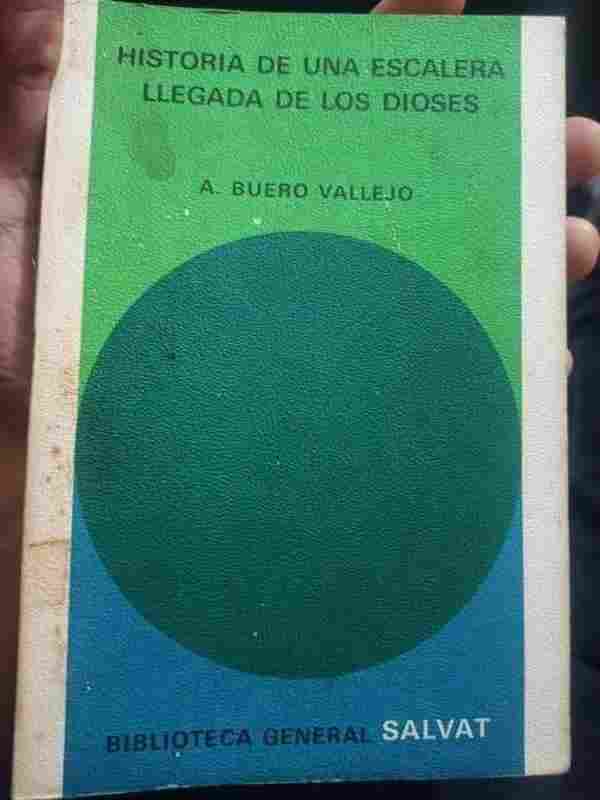 HISTORIA DE UNA ESCALERA
LLEGADA DE LOS DIOSES
A. BUERO VALLEJO
BIBLIOTECA GENERAL SALVAT